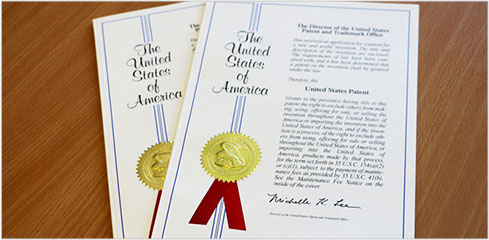 The
United
States
of
America
The
United
States
of
America
The Director of the United States
Patent and Trademark Office
Has received an application for a patent for
a new and useful invention. The title and
description of the invention are enclosed.
The requirements of law have been com-
plied with, and it has been determined that
a patent on the invention shall be granted
under the law.
Therefore, this
United States Patent
Grants to the person(s) having title to this
patent the right to exclude others from mak-
ing, using, offering for sale, or selling the
invention throughout the United States of
America or importing the invention into the
United States of America, and if the inven-
tion is a process, of the right to exclude others
from using, offering for sale or selling
throughout the United States of America, or
importing into the United States of
America, products made by that process,
for the term set forth in 35 U.S.C. 154(a)(2)
or (c)(1), subject to the payment of mainte-
nance fees as provided by 35 U.S.C. 41(b).
See the Maintenance Fee Notice on the
inside of the cover.
Michelle K. Lee
Director of the United States Patent and Trademark Office